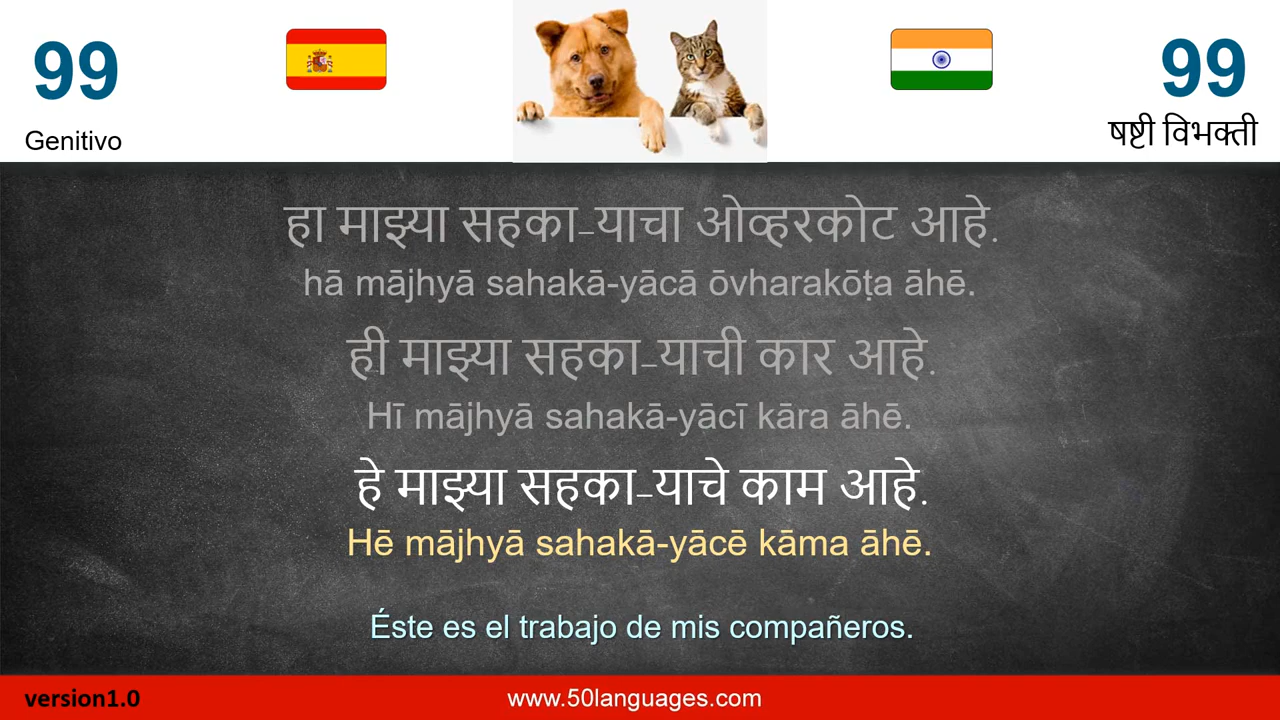 99
Genitivo
99
षष्टी विभक्ती
हा माझ्या सहका–याचा ओव्हरकोट आहे.
hā mājhyā sahakā-yācā ōvharakōṭa āhē.
ही माझ्या सहका–याची कार आहे.
Hī mājhyā sahakā-yācī kāra āhē.
हे माझ्या सहका–याचे काम आहे.
Hē mājhyā sahakā-yācē kāma āhē.
Éste es el trabajo de mis compañeros.
version1.0
www.50languages.com